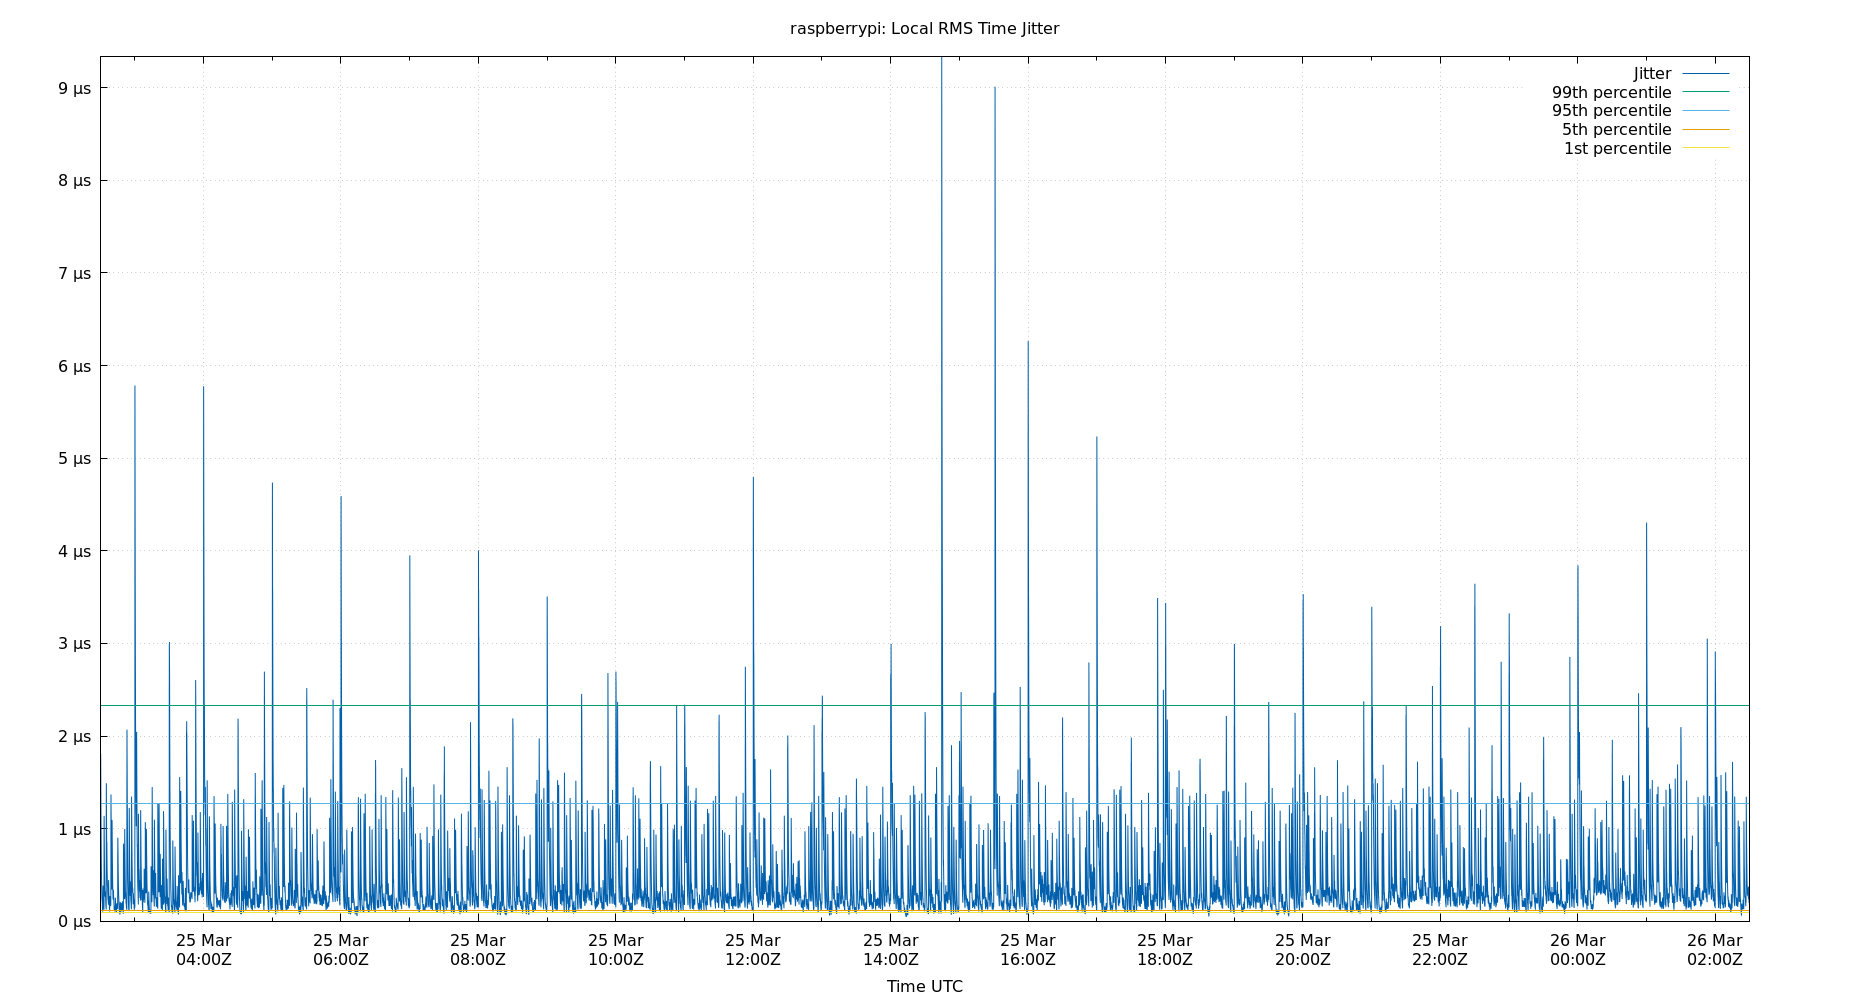 raspberrypi: Local RMS Time Jitter
Jitter
99th percentile
95th percentile
5th percentile
1st percentile
9 μs
8 μs
7 μs
6 μs
5 μs
4 μs
3 μs
2 μs
1 μs
0 μs
25 Mar 25 Mar 25 Mar 25 Mar 25 Mar 25 Mar 25 Mar 25 Mar 25 Mar 25 Mar 26 Mar 26 Mar
04:00Z 06:00Z 08:00Z 10:00Z 12:00Z 14:00Z 16:00Z 18:00Z 20:00Z 22:00Z 00:00Z 02:00Z
Time UTC